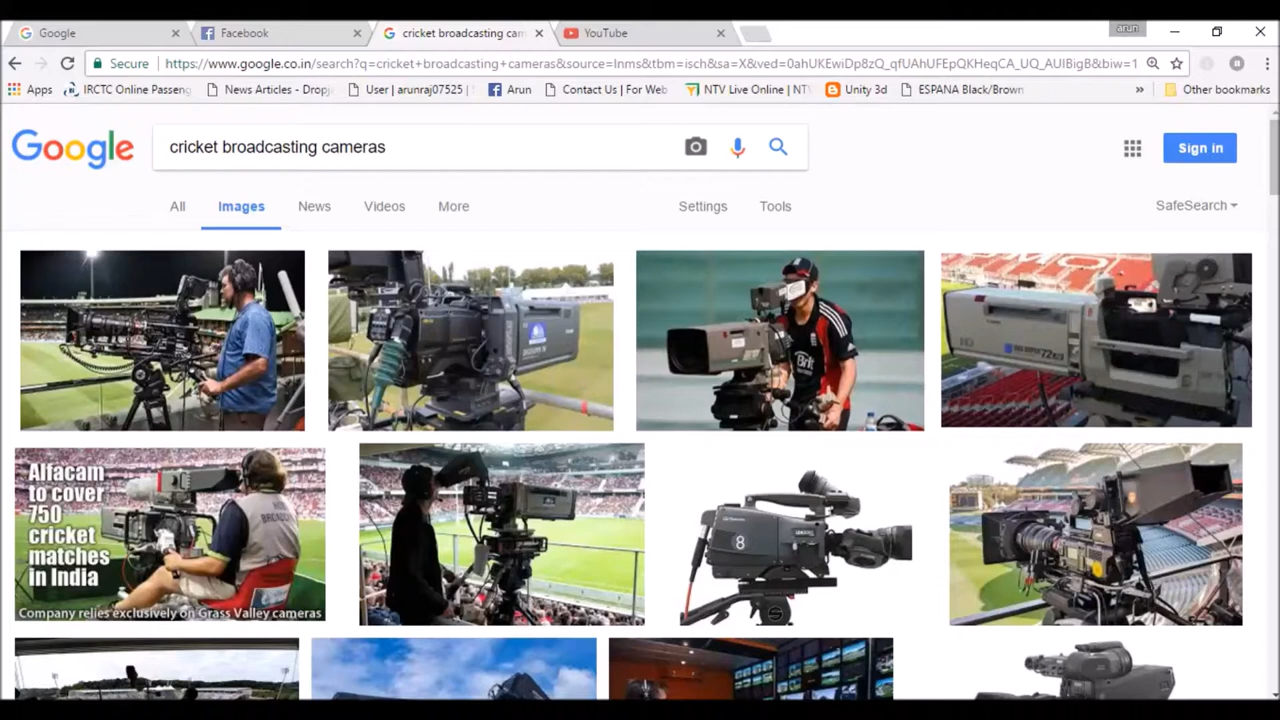 Google
Facebook
cricket broadcasting cam
YouTube
arun
Secure
https://www.google.co.in/search?q=cricket+broadcasting+cameras&source=lnms&tbm=isch&sa=X&ved=0ahUKEwiDp8zQ_qfUAhUFEpQKHeqCA_UQ_AUIBigB&biw=1
Apps
IRCTC Online Passeng
News Articles - Dropj
User | arunraj07525 |
Arun
Contact Us | For Web
NTV Live Online | NT
Unity 3d
ESPANA Black/Brown
»
Other bookmarks
Google
cricket broadcasting cameras
Sign in
All
Images
News
Videos
More
Settings
Tools
SafeSearch
Alfacam
to cover
750
cricket
matches
in India
Company relies exclusively on Grass Valley cameras
8